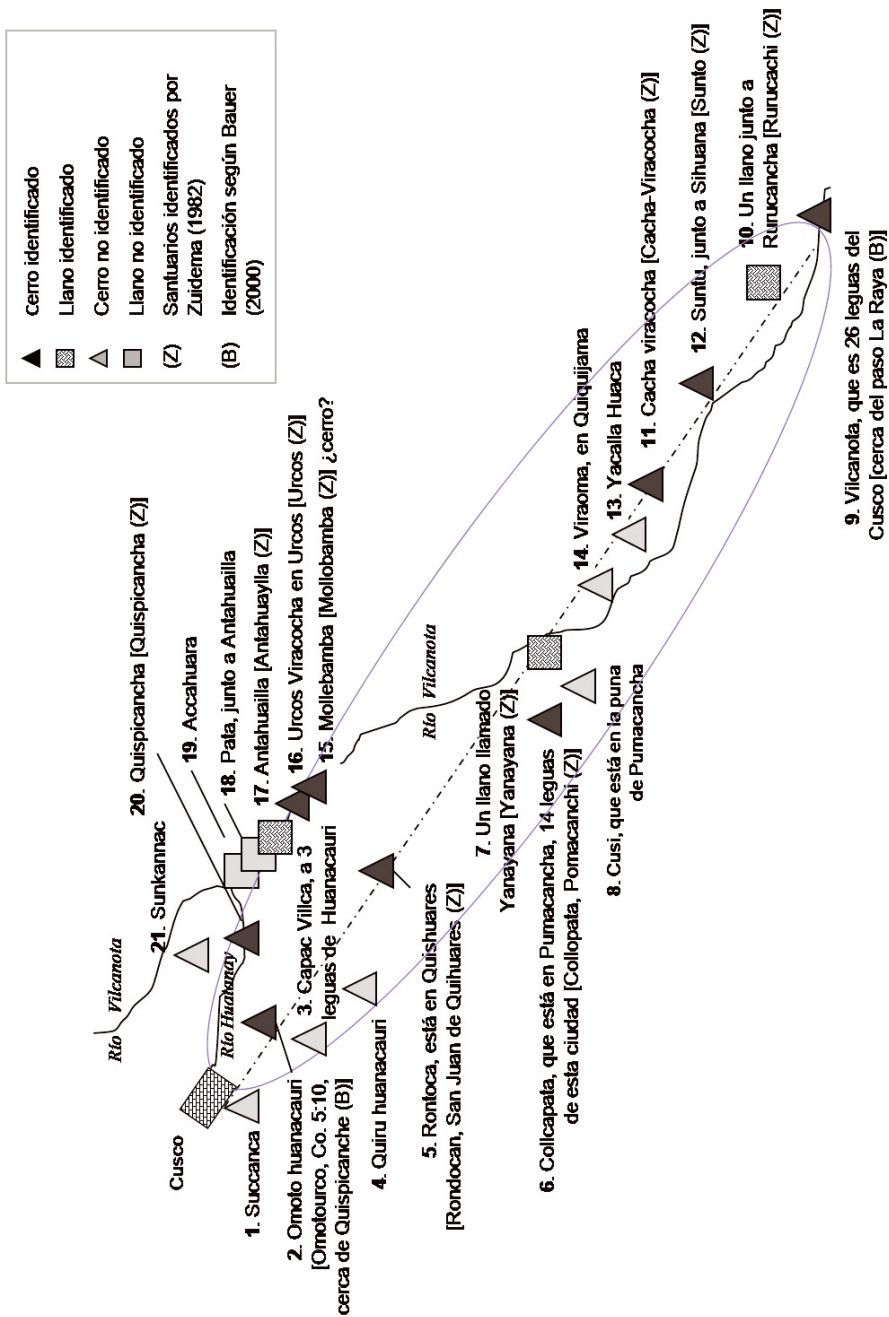 Cerro identificado
Llano identificado
Cerro no identificado
Llano no identificado
(Z) Santuarios identificados por
Zuidema (1982)
(B) Identificación según Bauer
(2000)
Cusco
Río Vilcanota
Río Huatanay
Río Vilcanota
1. Succanca
2. Omoto huanacauri
[Omotourco, Co. 5:10,
cerca de Quispicanche (B)]
3. Capac Villca, a 3
leguas de Huanacauri
4. Quiru huanacauri
5. Rontoca, está en Quishuares
[Rondocan, San Juan de Quihuares (Z)]
6. Collcapata, que está en Pumacancha, 14 leguas
de esta ciudad [Collopata, Pomacanchi (Z)]
7. Un llano llamado
Yanayana [Yanayana (Z)]
8. Cusi, que está en la puna
de Pumacancha
9. Vilcanota, que es 26 leguas del
Cusco [cerca del paso La Raya (B)]
10. Un llano junto a
Rurucancha [Rurucachi (Z)]
11. Cacha viracocha [Cacha-Viracocha (Z)]
12. Suntu, junto a Sihuana [Sunto (Z)]
13. Yacalla Huaca
14. Viraoma, en Quiquijama
15. Mollebamba [Mollobamba (Z)] ¿cerro?
16. Urcos Viracocha en Urcos [Urcos (Z)]
17. Antahuailla [Antahuaylla (Z)]
18. Pata, junto a Antahuailla
19. Accahuara
20. Quispicancha [Quispicancha (Z)]
21. Sunkannac